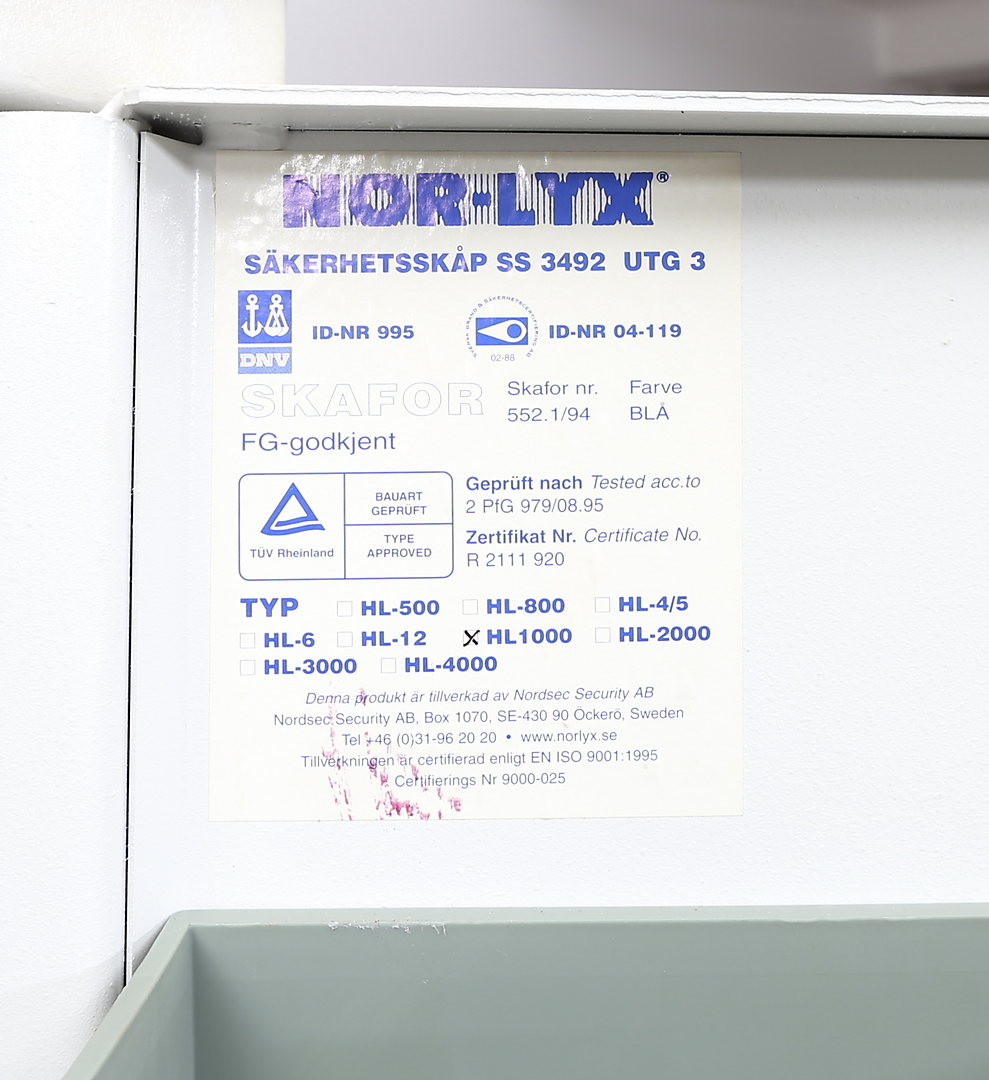 NOR-LYX®
SÄKERHETSSKÅP SS 3492 UTG 3
DNV
ID-NR 995
SVENSK BRAND & SÄKERHETSCERTIFIERING AB
02-88
ID-NR 04-119
SKAFOR
Skafor nr. Farve
552.1/94 BLÅ
FG-godkjent
TÜV Rheinland
BAUART
GEPRÜFT
TYPE
APPROVED
Geprüft nach Tested acc.to
2 PfG 979/08.95
Zertifikat Nr. Certificate No.
R 2111 920
TYP HL-500 HL-800 HL-4/5
HL-6 HL-12 X HL1000 HL-2000
HL-3000 HL-4000
Denna produkt är tillverkad av Nordsec Security AB
Nordsec Security AB, Box 1070, SE-430 90 Öckerö, Sweden
Tel +46 (0)31-96 20 20 • www.norlyx.se
Tillverkningen är certifierad enligt EN ISO 9001:1995
Certifierings Nr 9000-025